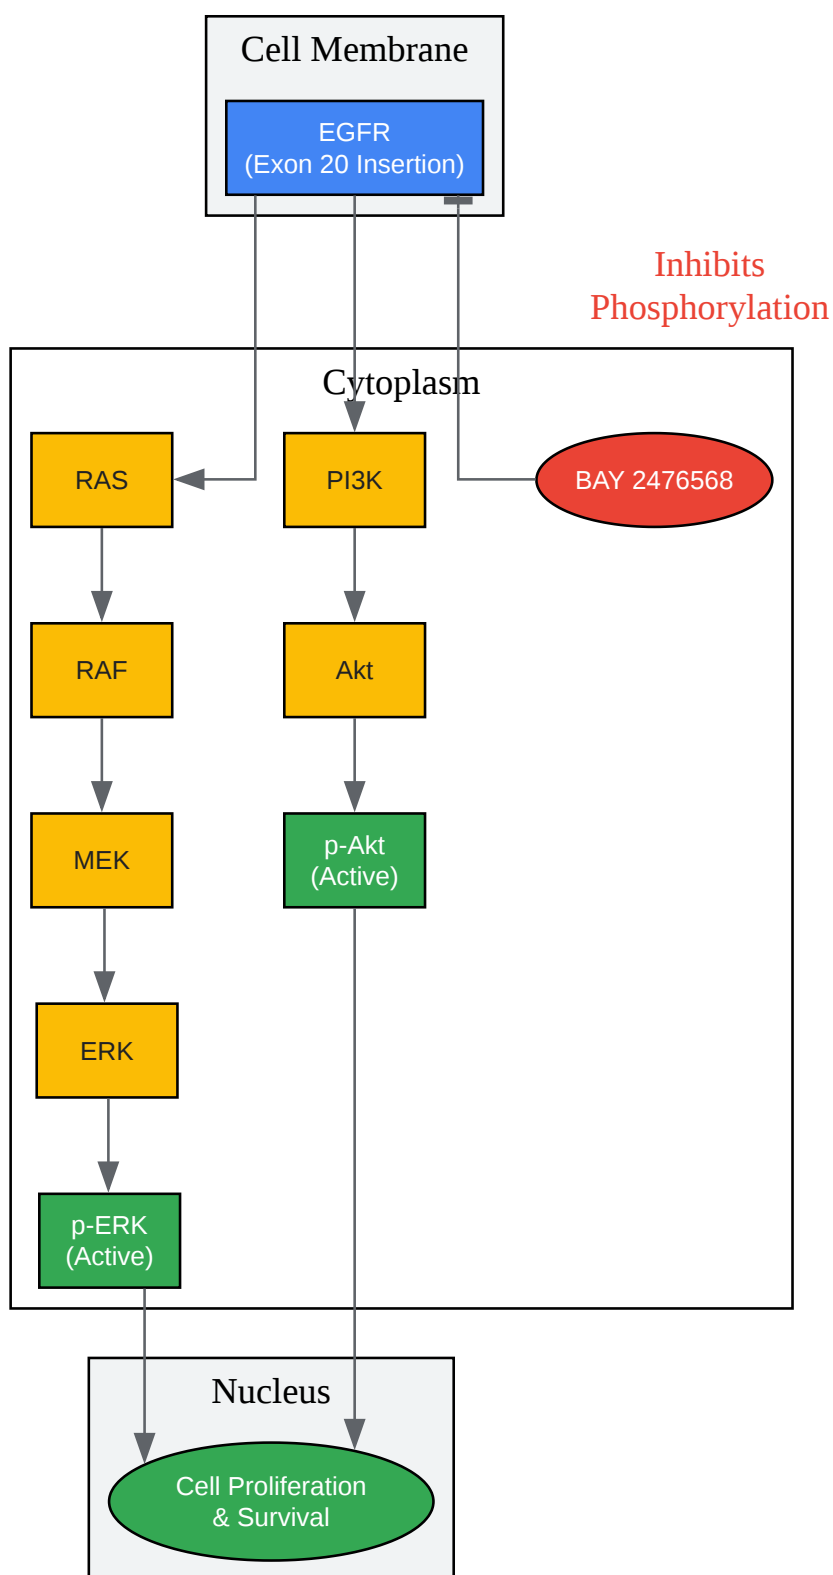 Cell Membrane
EGFR
(Exon 20 Insertion)
Inhibits
Phosphorylation
Cytoplasm
RAS
PI3K
BAY 2476568
RAF
Akt
MEK
p-Akt
(Active)
ERK
p-ERK
(Active)
Nucleus
Cell Proliferation
& Survival